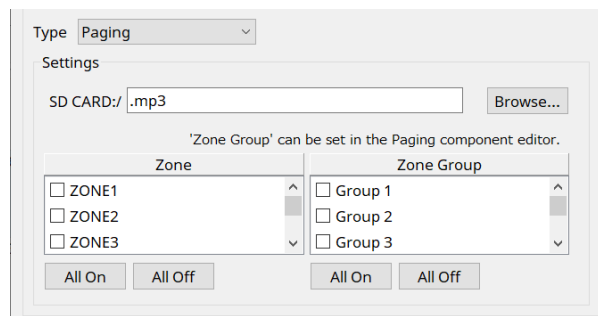 Type Paging
Settings
SD CARD:/ .mp3 Browse...
'Zone Group' can be set in the Paging component editor.
Zone Zone Group
ZONE1 Group 1
ZONE2 Group 2
ZONE3 Group 3
All On All Off All On All Off